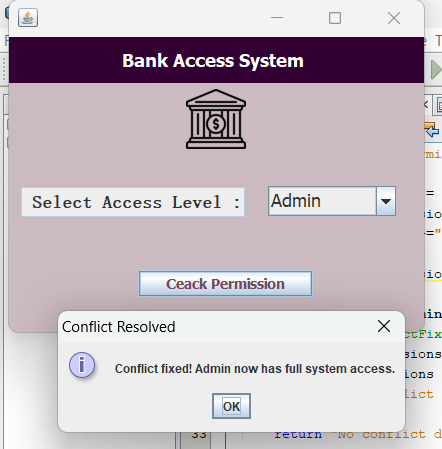 Bank Access System
Select Access Level :
Admin
Ceack Permission
Conflict Resolved
Conflict fixed! Admin now has full system access.
OK
33
return "No conflict d